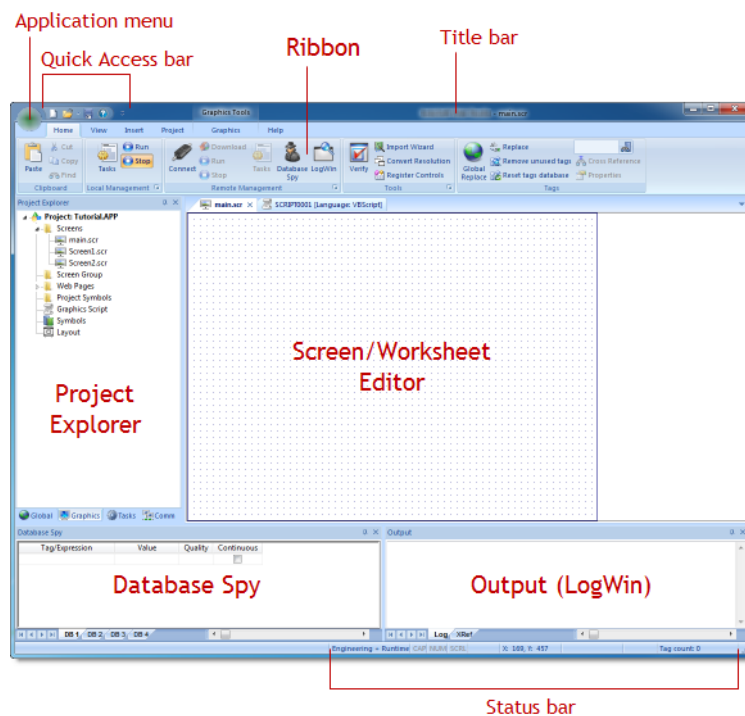 Application menu
Quick Access bar
Ribbon
Title bar
Graphics Tools
- main.scr
Home View Insert Project Graphics Help
Paste
Cut
Copy
Find
Clipboard
Tasks
Run
Stop
Local Management
Connect
Download
Run
Stop
Tasks
Database Spy
LogWin
Remote Management
Verify
Import Wizard
Convert Resolution
Register Controls
Tools
Global Replace
Replace
Remove unused tags
Reset tags database
Cross Reference
Properties
Tags
Project Explorer
main.scr
SCRIPT0001 (Language: VBScript)
Project: Tutorial.APP
Screens
main.scr
Screen1.scr
Screen2.scr
Screen Group
Web Pages
Project Symbols
Graphics Script
Symbols
Layout
Project
Explorer
Screen/Worksheet
Editor
Global Graphics Tasks Comm
Database Spy
Tag/Expression Value Quality Continuous
Database Spy
DB 1 DB 2 DB 3 DB 4
Output
Output (LogWin)
Log XRef
Engineering + Runtime CAP NUM SCRL X: 169, Y: 457 Tag count: 0
Status bar